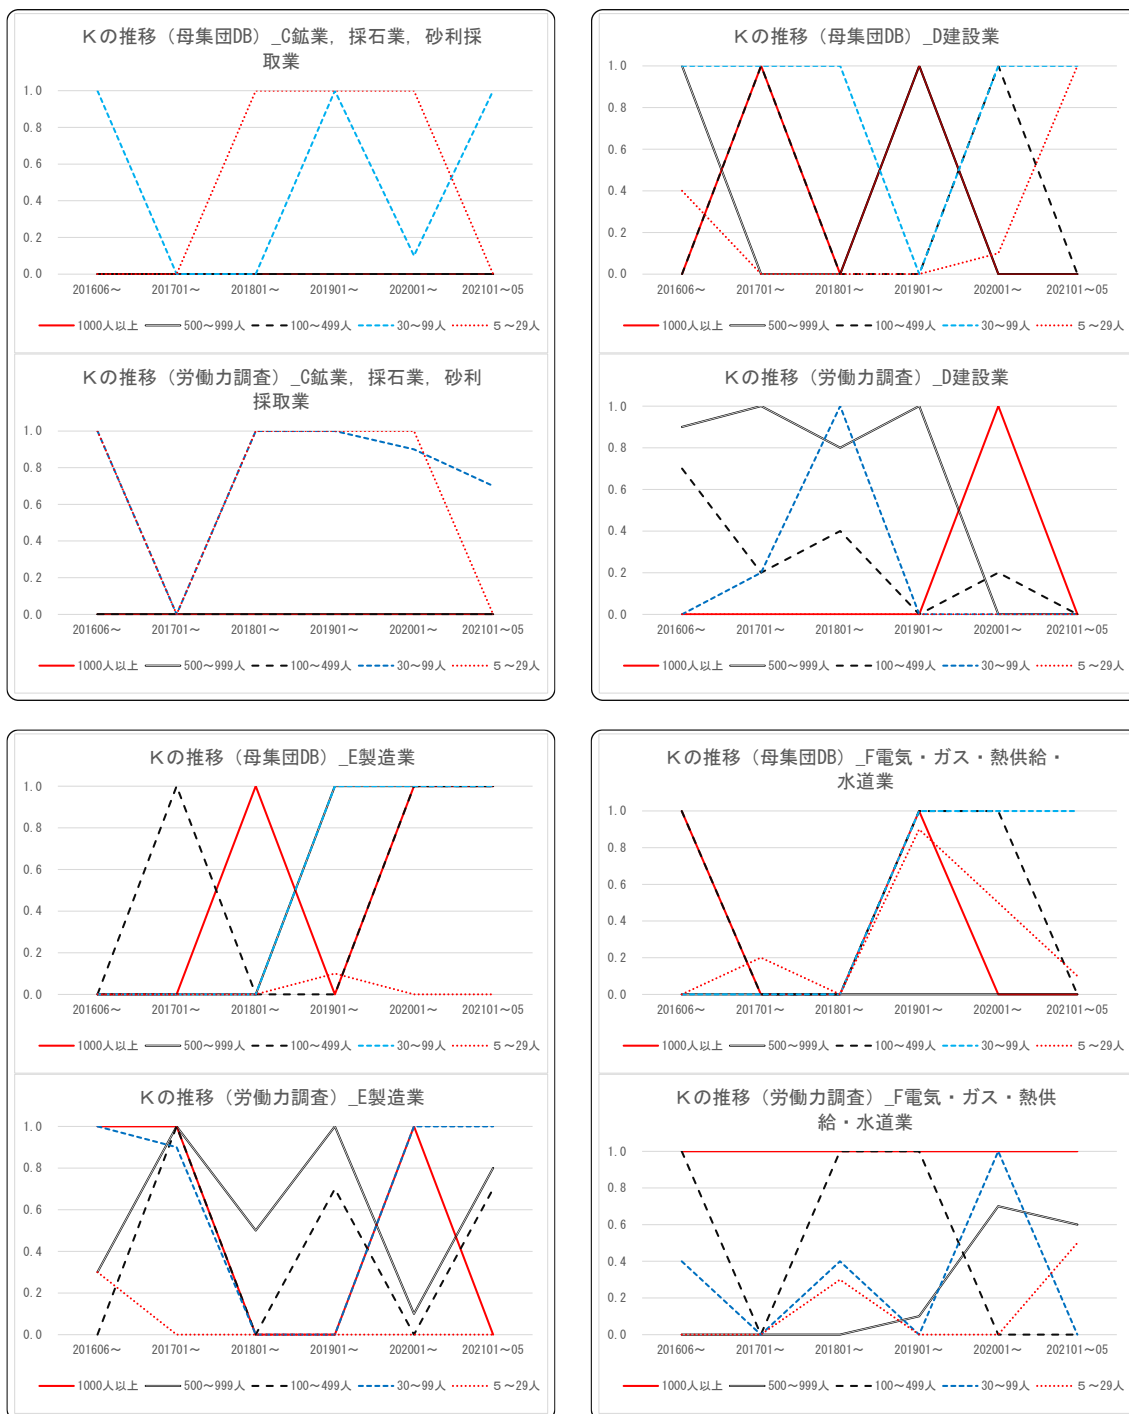 Ｋの推移（母集団DB）_C鉱業，採石業，砂利採
取業
1.0
0.8
0.6
0.4
0.2
0.0
201606～ 201701～ 201801～ 201901～ 202001～ 202101～05
1000人以上 500～999人 100～499人 30～99人 5～29人
Ｋの推移（労働力調査）_C鉱業，採石業，砂利
採取業
1.0
0.8
0.6
0.4
0.2
0.0
201606～ 201701～ 201801～ 201901～ 202001～ 202101～05
1000人以上 500～999人 100～499人 30～99人 5～29人
Ｋの推移（母集団DB）_D建設業
1.0
0.8
0.6
0.4
0.2
0.0
201606～ 201701～ 201801～ 201901～ 202001～ 202101～05
1000人以上 500～999人 100～499人 30～99人 5～29人
Ｋの推移（労働力調査）_D建設業
1.0
0.8
0.6
0.4
0.2
0.0
201606～ 201701～ 201801～ 201901～ 202001～ 202101～05
1000人以上 500～999人 100～499人 30～99人 5～29人
Ｋの推移（母集団DB）_E製造業
1.0
0.8
0.6
0.4
0.2
0.0
201606～ 201701～ 201801～ 201901～ 202001～ 202101～05
1000人以上 500～999人 100～499人 30～99人 5～29人
Ｋの推移（労働力調査）_E製造業
1.0
0.8
0.6
0.4
0.2
0.0
201606～ 201701～ 201801～ 201901～ 202001～ 202101～05
1000人以上 500～999人 100～499人 30～99人 5～29人
Ｋの推移（母集団DB）_F電気・ガス・熱供給・
水道業
1.0
0.8
0.6
0.4
0.2
0.0
201606～ 201701～ 201801～ 201901～ 202001～ 202101～05
1000人以上 500～999人 100～499人 30～99人 5～29人
Ｋの推移（労働力調査）_F電気・ガス・熱供
給・水道業
1.0
0.8
0.6
0.4
0.2
0.0
201606～ 201701～ 201801～ 201901～ 202001～ 202101～05
1000人以上 500～999人 100～499人 30～99人 5～29人